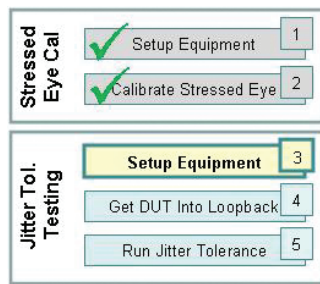 Stressed
Eye Cal
Setup Equipment 1
Calibrate Stressed Eye 2
Jitter Tol.
Testing
Setup Equipment 3
Get DUT Into Loopback 4
Run Jitter Tolerance 5